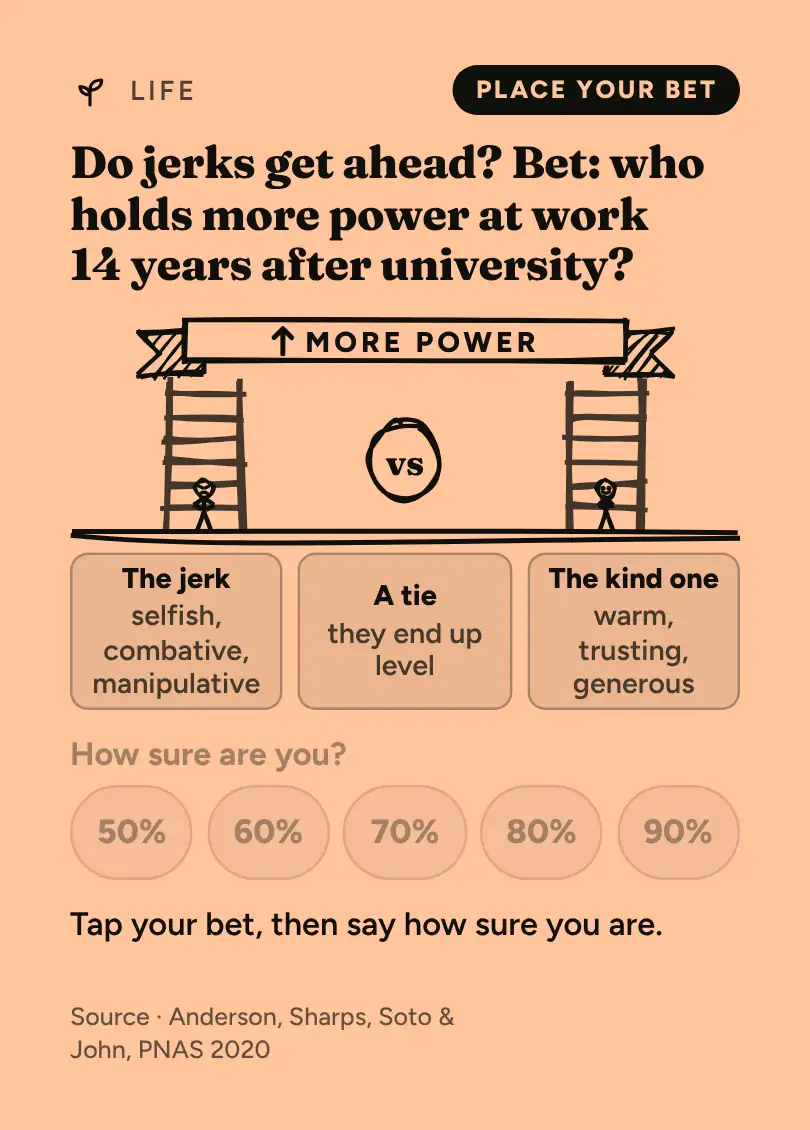 LIFE
PLACE YOUR BET
Do jerks get ahead? Bet: who
holds more power at work
14 years after university?
↑ MORE POWER
vs
The jerk
selfish,
combative,
manipulative
A tie
they end up
level
The kind one
warm,
trusting,
generous
How sure are you?
50%
60%
70%
80%
90%
Tap your bet, then say how sure you are.
Source · Anderson, Sharps, Soto &
John, PNAS 2020